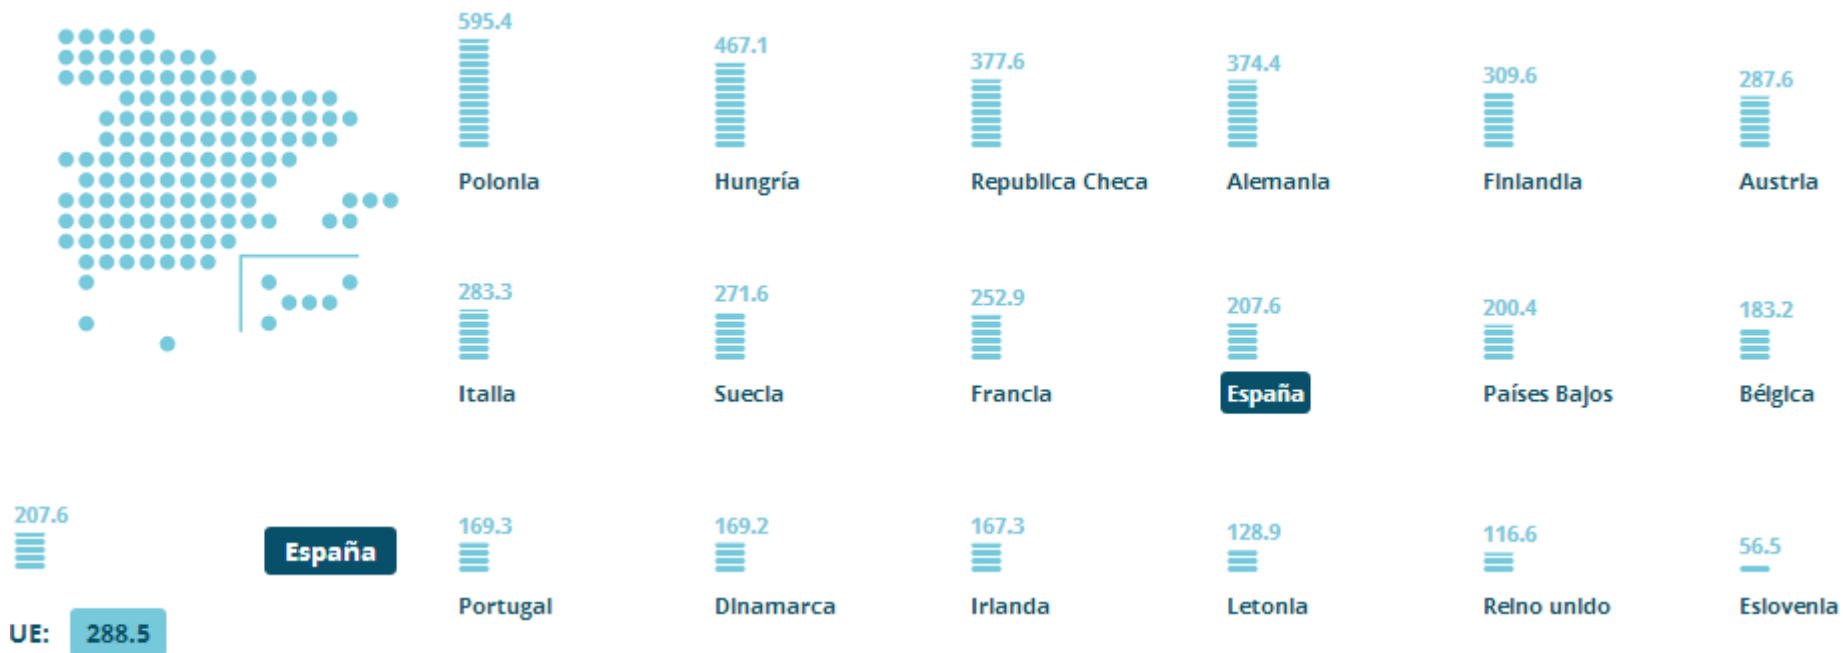 595.4
Polonia
467.1
Hungría
377.6
Republica Checa
374.4
Alemania
309.6
Finlandia
287.6
Austria
283.3
Italia
271.6
Suecia
252.9
Francia
207.6
España
200.4
Países Bajos
183.2
Bélgica
207.6
España
UE: 288.5
169.3
Portugal
169.2
Dinamarca
167.3
Irlanda
128.9
Letonia
116.6
Reino unido
56.5
Eslovenia